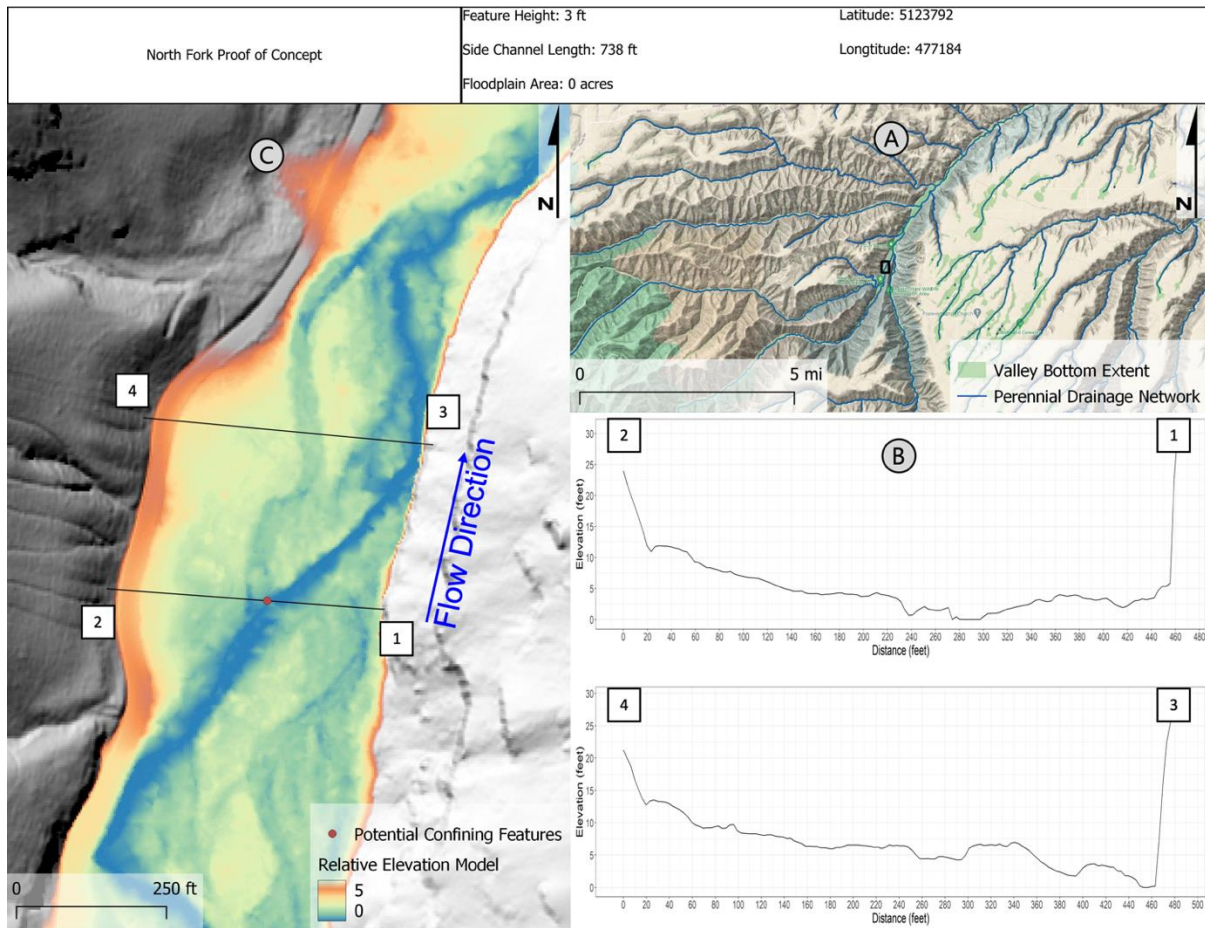 North Fork Proof of Concept
Feature Height: 3 ft
Latitude: 5123792
Side Channel Length: 738 ft
Longtitude: 477184
Floodplain Area: 0 acres
C
N
4
3
Flow Direction
2
1
Potential Confining Features
Relative Elevation Model
5
0
0
250 ft
A
N
0
5 mi
Valley Bottom Extent
Perennial Drainage Network
2
B
1
Elevation (feet)
30
25
20
15
10
5
0
0 20 40 60 80 100 120 140 160 180 200 220 240 260 280 300 320 340 360 380 400 420 440 460 480
Distance (feet)
4
3
Elevation (feet)
30
25
20
15
10
5
0
0 20 40 60 80 100 120 140 160 180 200 220 240 260 280 300 320 340 360 380 400 420 440 460 480 500
Distance (feet)